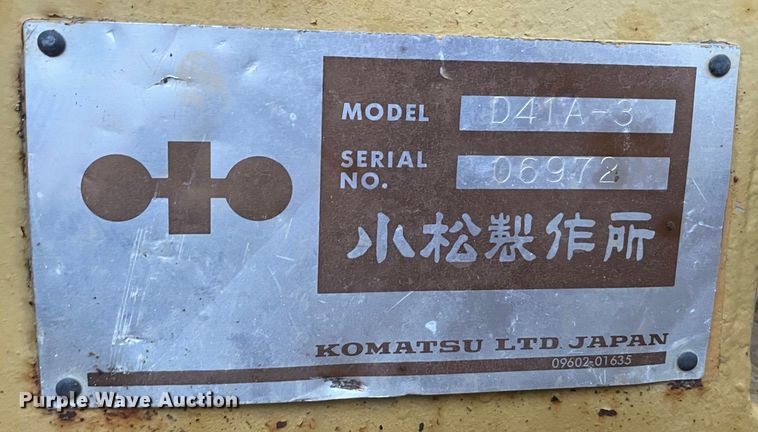 MODEL D41A-3
SERIAL NO. 06972
小松製作所
KOMATSU LTD. JAPAN
09602-01635
Purple Wave Auction